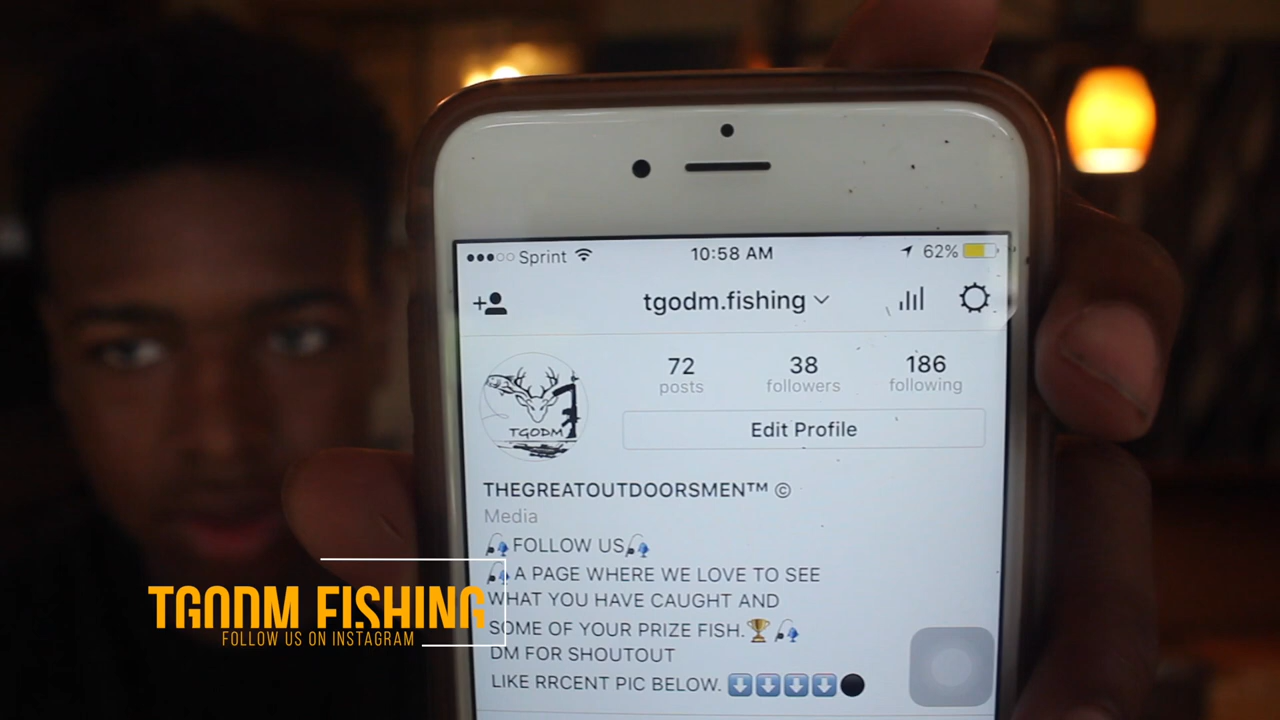 Sprint 10:58 AM 62%
tgodm.fishing
72 38 186
posts followers following
Edit Profile
TGODM
THEGREATOUTDOORSMEN™ ©
Media
🎣FOLLOW US🎣
🎣A PAGE WHERE WE LOVE TO SEE
WHAT YOU HAVE CAUGHT AND
SOME OF YOUR PRIZE FISH.🏆🎣
DM FOR SHOUTOUT
LIKE RRCENT PIC BELOW. ⬇️⬇️⬇️⬇️⚫
TGODM FISHING
FOLLOW US ON INSTAGRAM